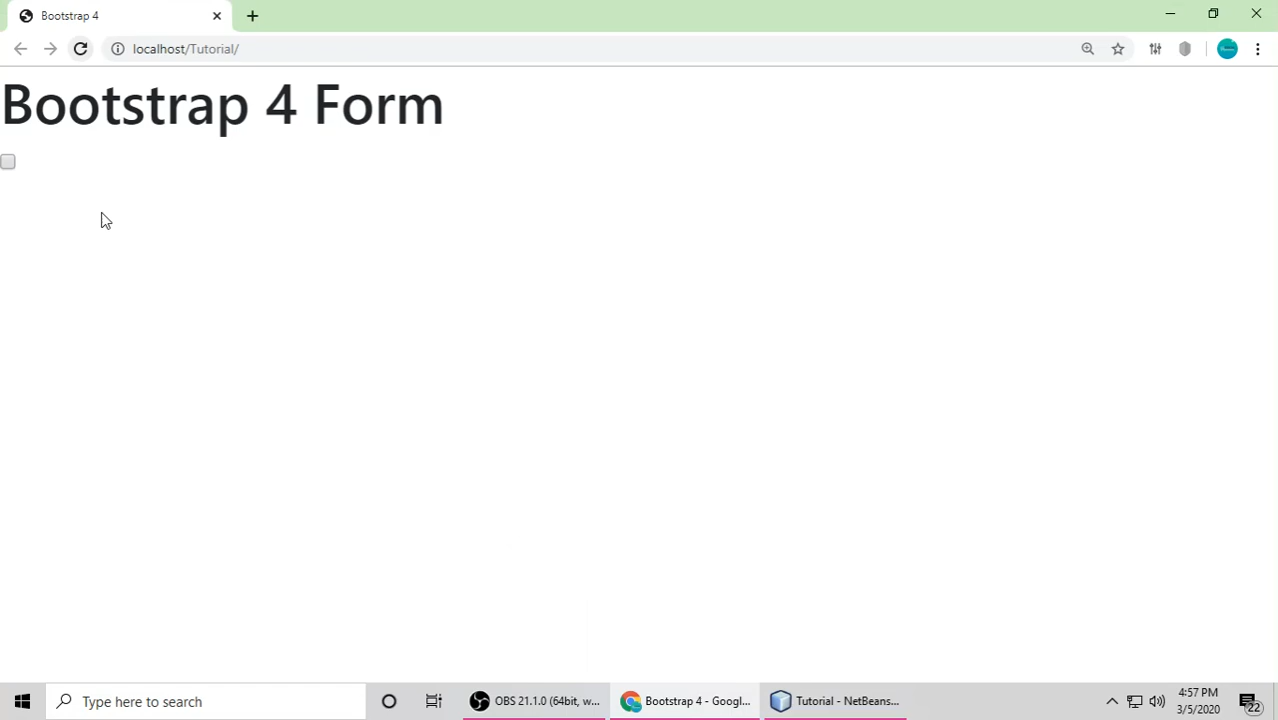 Bootstrap 4
localhost/Tutorial/
Bootstrap 4 Form
Type here to search
OBS 21.1.0 (64bit, w...
Bootstrap 4 - Googl...
Tutorial - NetBeans...
4:57 PM
3/5/2020
22